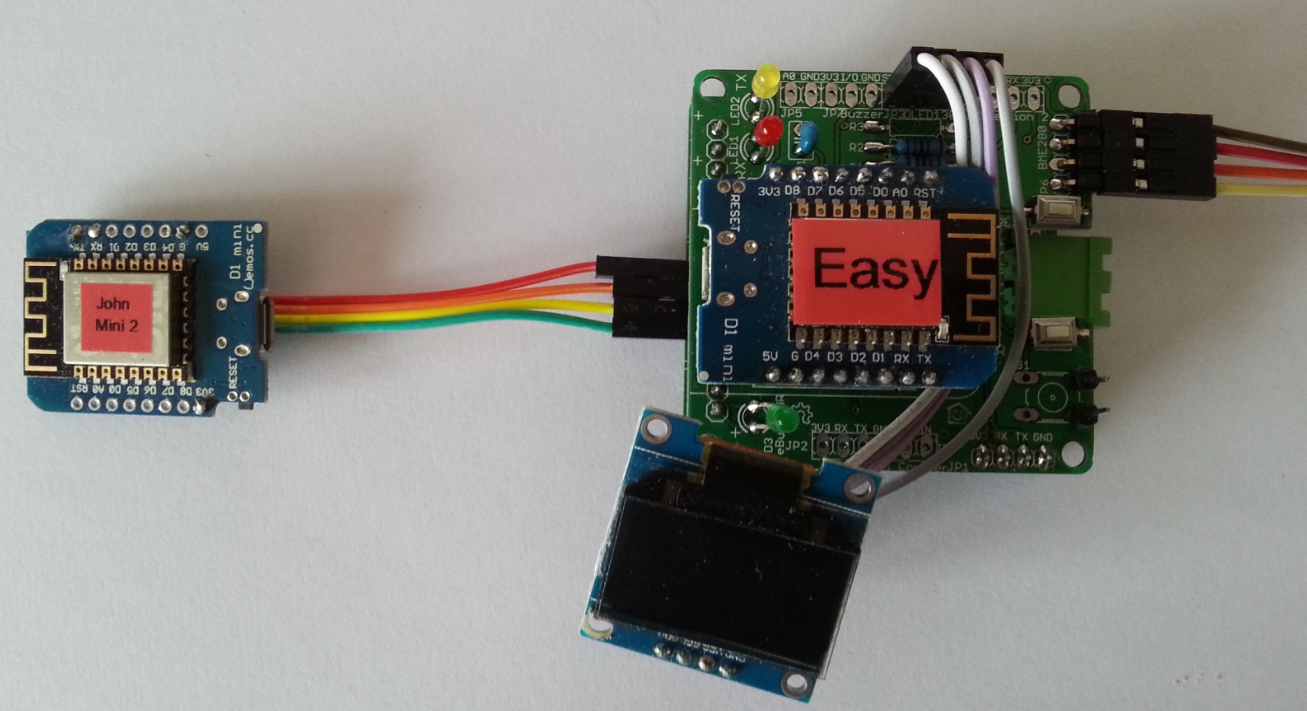 TX
A0 GND 3V3 I/O GND
RX 3V3
LED2
JP5
Buzzer
R3
LED1
R2
BME280
3V3 D8 D7 D6 D5 D0 A0 RST
RESET
Easy
D1 mini
5V G D4 D3 D2 D1 RX TX
TX RX D1 D2 D3 D4 G 5V
D1 mini
Wemos.cc
John
Mini 2
RST A0 D0 D5 D6 D7 D8 3V3
RESET
D3
JP2
3V3 RX TX
JP1
RX TX GND